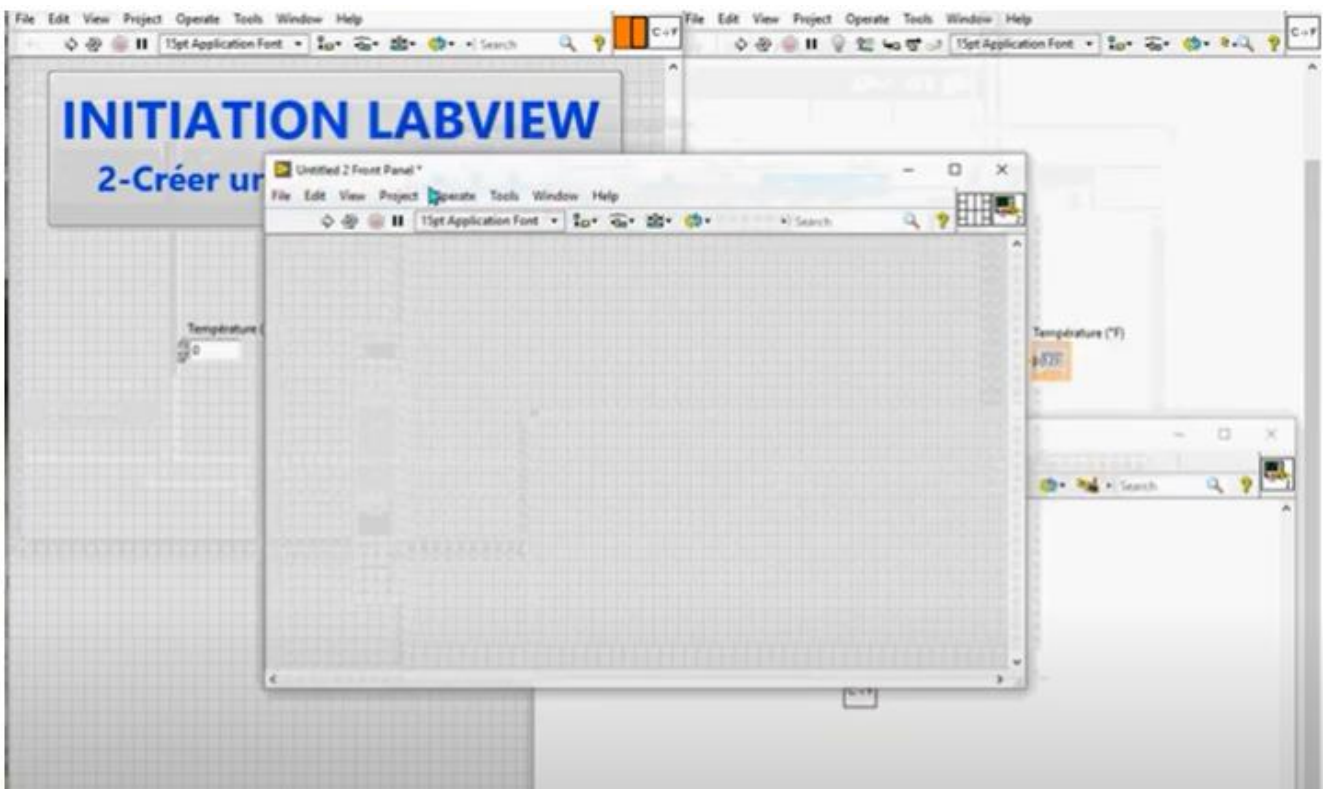 File Edit View Project Operate Tools Window Help
15pt Application Font
Search
C→F
File Edit View Project Operate Tools Window Help
15pt Application Font
C→F
INITIATION LABVIEW
2-Créer un
Untitled 2 Front Panel *
File Edit View Project Operate Tools Window Help
15pt Application Font
Search
Température (
0
Température (°F)
Search
C→F